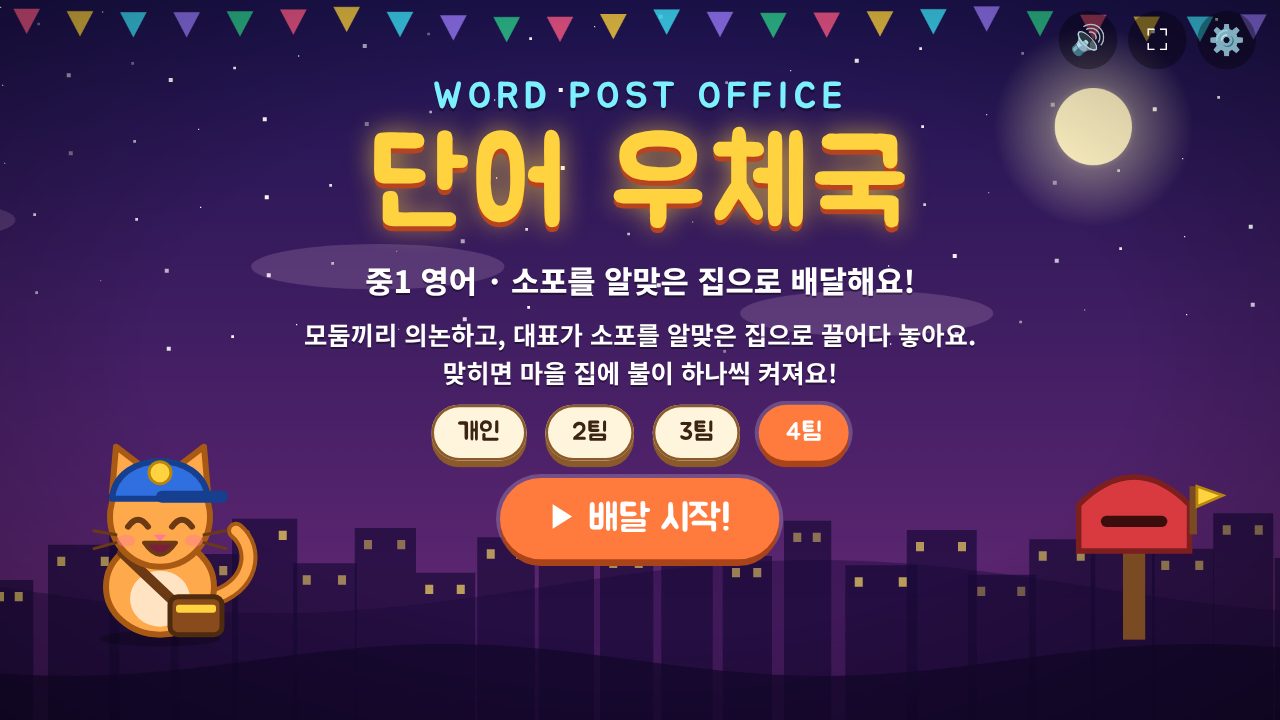 WORD POST OFFICE
단어 우체국
중1 영어 · 소포를 알맞은 집으로 배달해요!
모둠끼리 의논하고, 대표가 소포를 알맞은 집으로 끌어다 놓아요.
맞히면 마을 집에 불이 하나씩 켜져요!
개인 2팀 3팀 4팀
▶ 배달 시작!